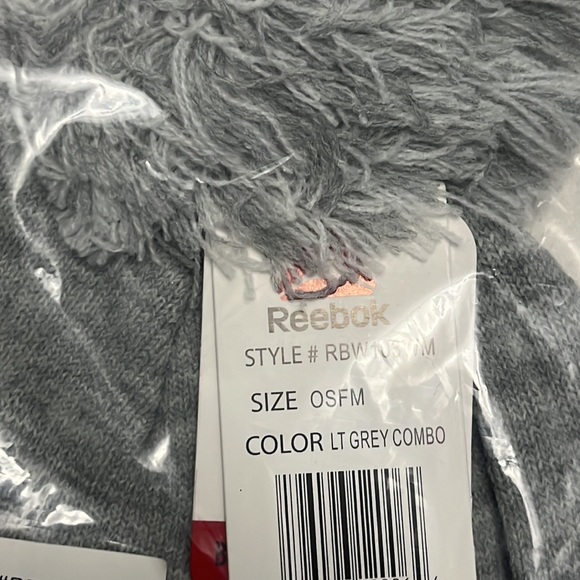 Reebok
STYLE #
SIZE OSFM
COLOR LT GREY COMBO